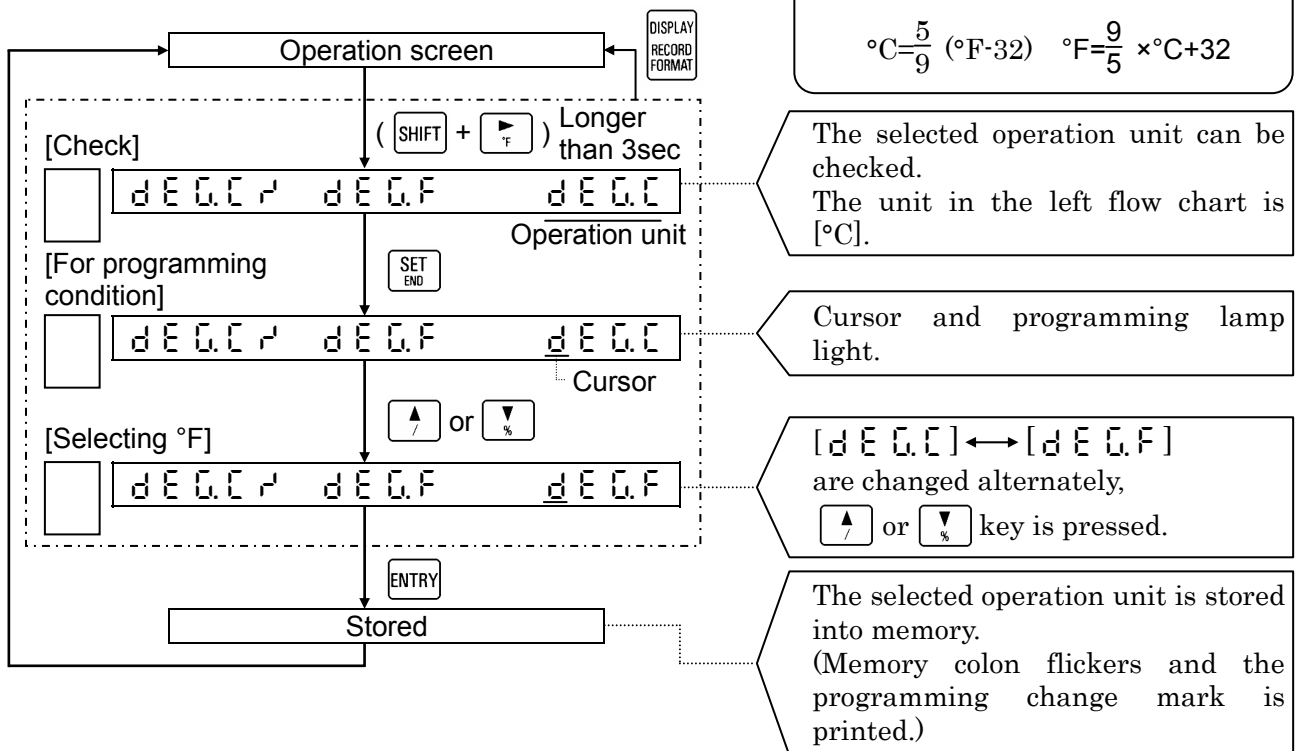 DISPLAY
RECORD
FORMAT
°C=5/9 (°F-32) °F=9/5 ×°C+32
Operation screen
( SHIFT + °F ) Longer
than 3sec
[Check]
dEG.C/ dEG.F dEG.C
Operation unit
The selected operation unit can be
checked.
The unit in the left flow chart is
[°C].
[For programming
condition]
SET
END
dEG.C/ dEG.F dEG.C
Cursor
Cursor and programming lamp
light.
/ or %
[Selecting °F]
dEG.C/ dEG.F dEG.F
[dEG.C]↔[dEG.F]
are changed alternately,
/ or % key is pressed.
ENTRY
Stored
The selected operation unit is stored
into memory.
(Memory colon flickers and the
programming change mark is
printed.)